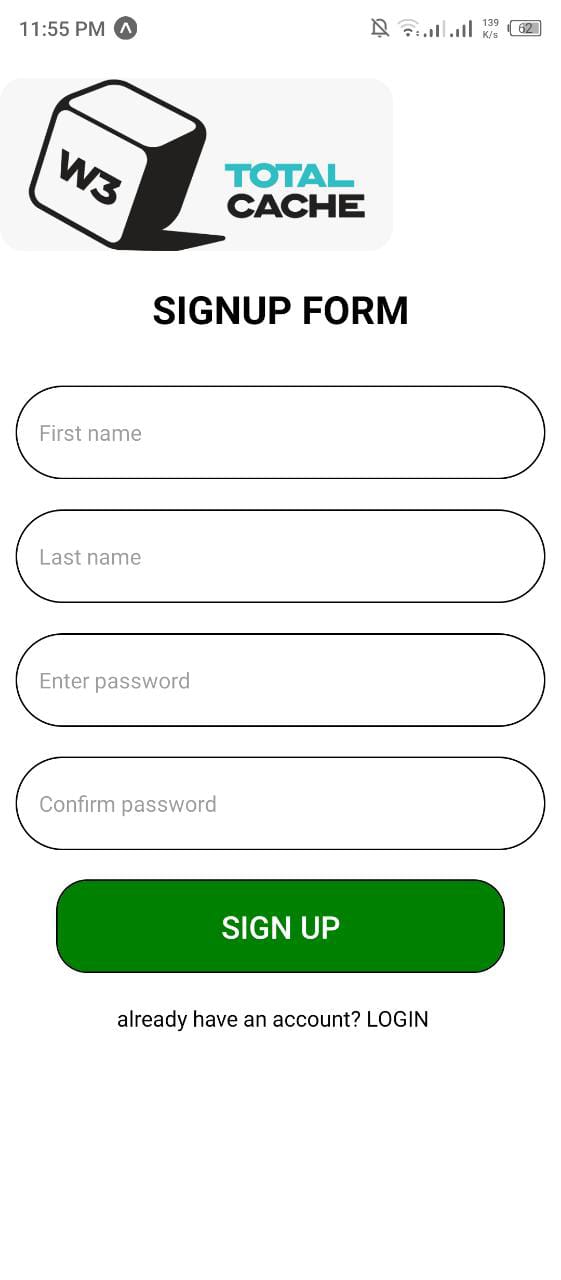 11:55 PM
139
K/s
62
W3
TOTAL
CACHE
SIGNUP FORM
First name
Last name
Enter password
Confirm password
SIGN UP
already have an account? LOGIN